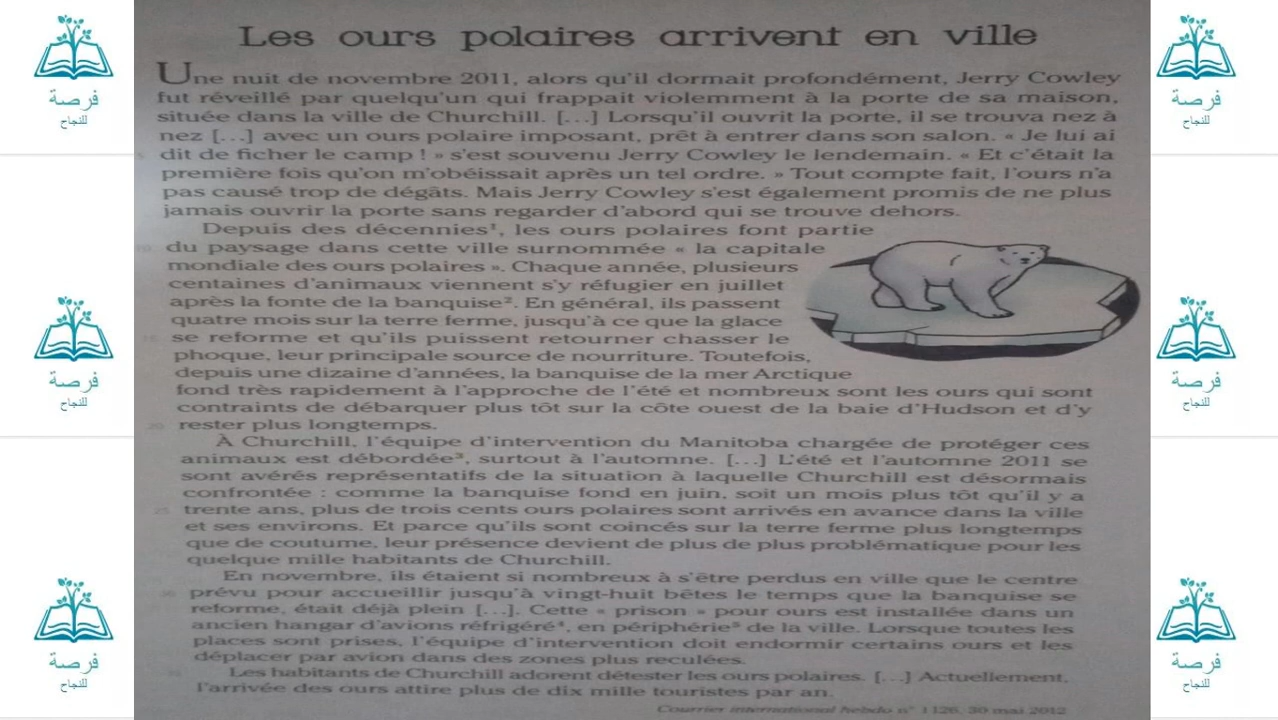 Les ours polaires arrivent en ville
Une nuit de novembre 2011, alors qu'il dormait profondément, Jerry Cowley
fut réveillé par quelqu'un qui frappait violemment à la porte de sa maison,
située dans la ville de Churchill. [...] Lorsqu'il ouvrit la porte, il se trouva nez à
nez [...] avec un ours polaire imposant, prêt à entrer dans son salon. « Je lui ai
5 dit de ficher le camp ! » s'est souvenu Jerry Cowley le lendemain. « Et c'était la
première fois qu'on m'obéissait après un tel ordre. » Tout compte fait, l'ours n'a
pas causé trop de dégâts. Mais Jerry Cowley s'est également promis de ne plus
jamais ouvrir la porte sans regarder d'abord qui se trouve dehors.
Depuis des décennies¹, les ours polaires font partie
10 du paysage dans cette ville surnommée « la capitale
mondiale des ours polaires ». Chaque année, plusieurs
centaines d'animaux viennent s'y réfugier en juillet
après la fonte de la banquise². En général, ils passent
quatre mois sur la terre ferme, jusqu'à ce que la glace
15 se reforme et qu'ils puissent retourner chasser le
phoque, leur principale source de nourriture. Toutefois,
depuis une dizaine d'années, la banquise de la mer Arctique
fond très rapidement à l'approche de l'été et nombreux sont les ours qui sont
contraints de débarquer plus tôt sur la côte ouest de la baie d'Hudson et d'y
20 rester plus longtemps.
À Churchill, l'équipe d'intervention du Manitoba chargée de protéger ces
animaux est débordée³, surtout à l'automne. [...] L'été et l'automne 2011 se
sont avérés représentatifs de la situation à laquelle Churchill est désormais
confrontée : comme la banquise fond en juin, soit un mois plus tôt qu'il y a
25 trente ans, plus de trois cents ours polaires sont arrivés en avance dans la ville
et ses environs. Et parce qu'ils sont coincés sur la terre ferme plus longtemps
que de coutume, leur présence devient de plus de plus problématique pour les
quelque mille habitants de Churchill.
En novembre, ils étaient si nombreux à s'être perdus en ville que le centre
30 prévu pour accueillir jusqu'à vingt-huit bêtes le temps que la banquise se
reforme, était déjà plein [...]. Cette « prison » pour ours est installée dans un
ancien hangar d'avions réfrigéré⁴, en périphérie⁵ de la ville. Lorsque toutes les
places sont prises, l'équipe d'intervention doit endormir certains ours et les
déplacer par avion dans des zones plus reculées.
Les habitants de Churchill adorent détester les ours polaires. [...] Actuellement,
l'arrivée des ours attire plus de dix mille touristes par an.
Courrier international hebdo n° 1126, 30 mai 2012
فرصة
للنجاح
فرصة
للنجاح
فرصة
للنجاح
فرصة
للنجاح
فرصة
للنجاح
فرصة
للنجاح